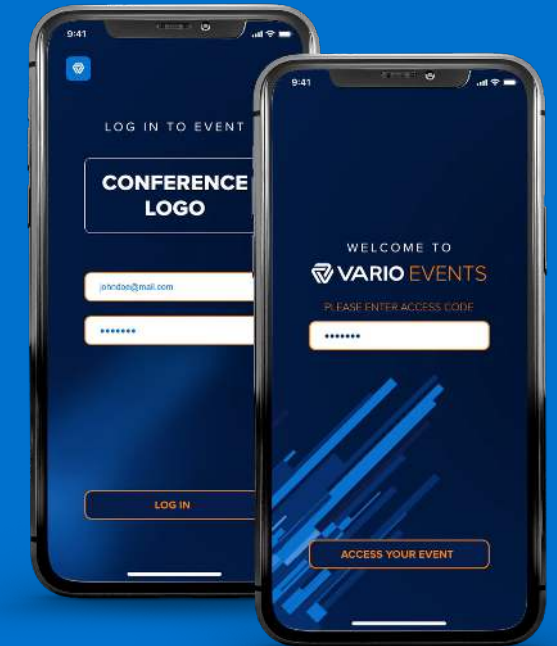 9:41
LOG IN TO EVENT
CONFERENCE
LOGO
johndoe@mail.com
•••••••
LOG IN
9:41
WELCOME TO
VARIO EVENTS
PLEASE ENTER ACCESS CODE
•••••••
ACCESS YOUR EVENT